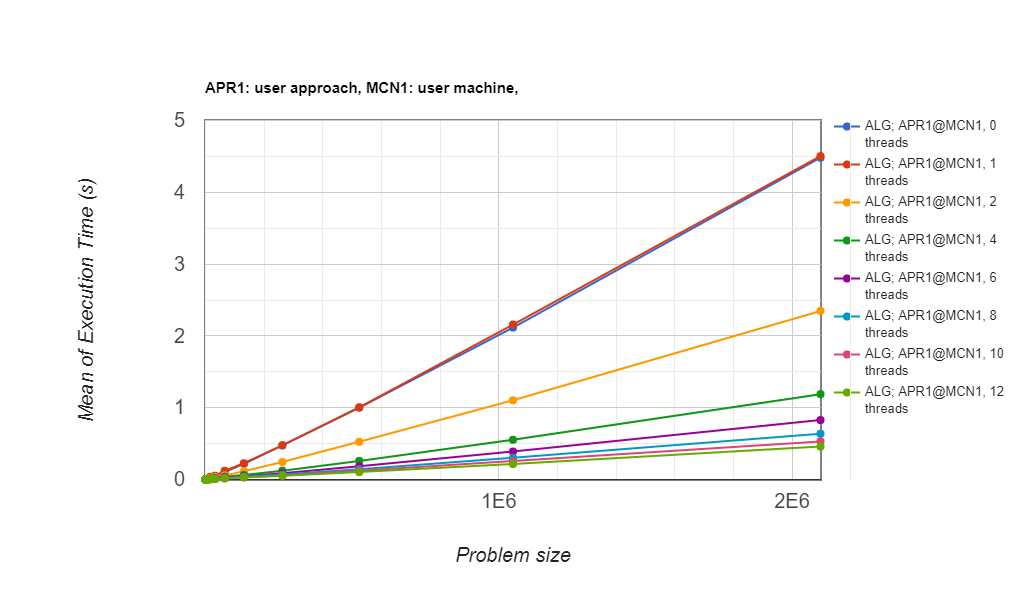 APR1: user approach, MCN1: user machine,
5
4
3
2
1
0
Mean of Execution Time (s)
1E6
2E6
Problem size
ALG; APR1@MCN1, 0
threads
ALG; APR1@MCN1, 1
threads
ALG; APR1@MCN1, 2
threads
ALG; APR1@MCN1, 4
threads
ALG; APR1@MCN1, 6
threads
ALG; APR1@MCN1, 8
threads
ALG; APR1@MCN1, 10
threads
ALG; APR1@MCN1, 12
threads